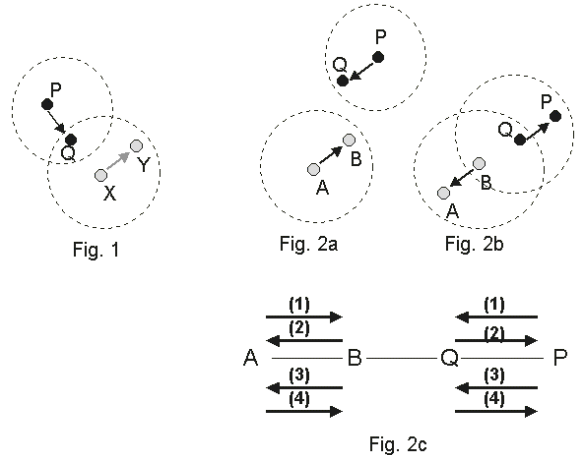 P
Q
X
Y
Fig. 1
P
Q
B
A
Fig. 2a
P
Q
B
A
Fig. 2b
(1) (1)
(2) (2)
A B Q P
(3) (3)
(4) (4)
Fig. 2c